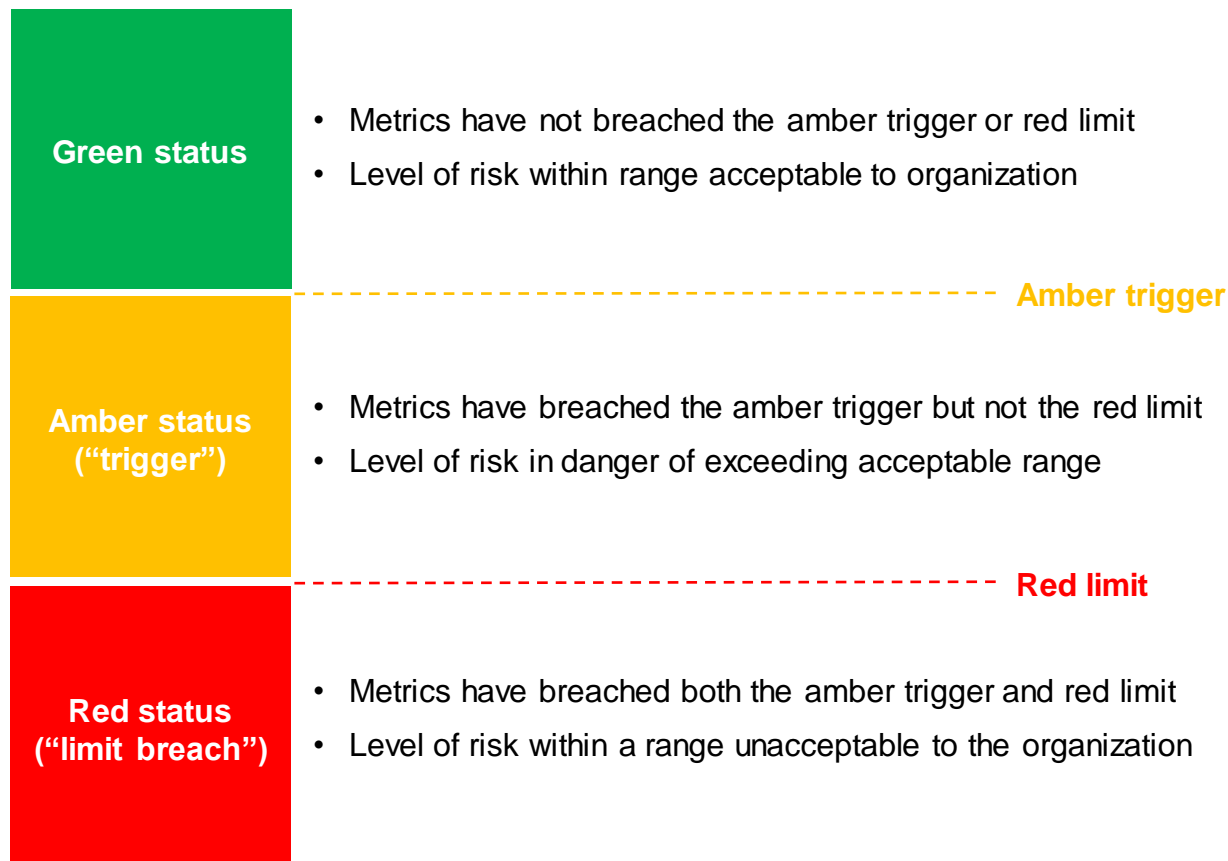 Green status
• Metrics have not breached the amber trigger or red limit
• Level of risk within range acceptable to organization
Amber trigger
Amber status
(“trigger”)
• Metrics have breached the amber trigger but not the red limit
• Level of risk in danger of exceeding acceptable range
Red limit
Red status
(“limit breach”)
• Metrics have breached both the amber trigger and red limit
• Level of risk within a range unacceptable to the organization